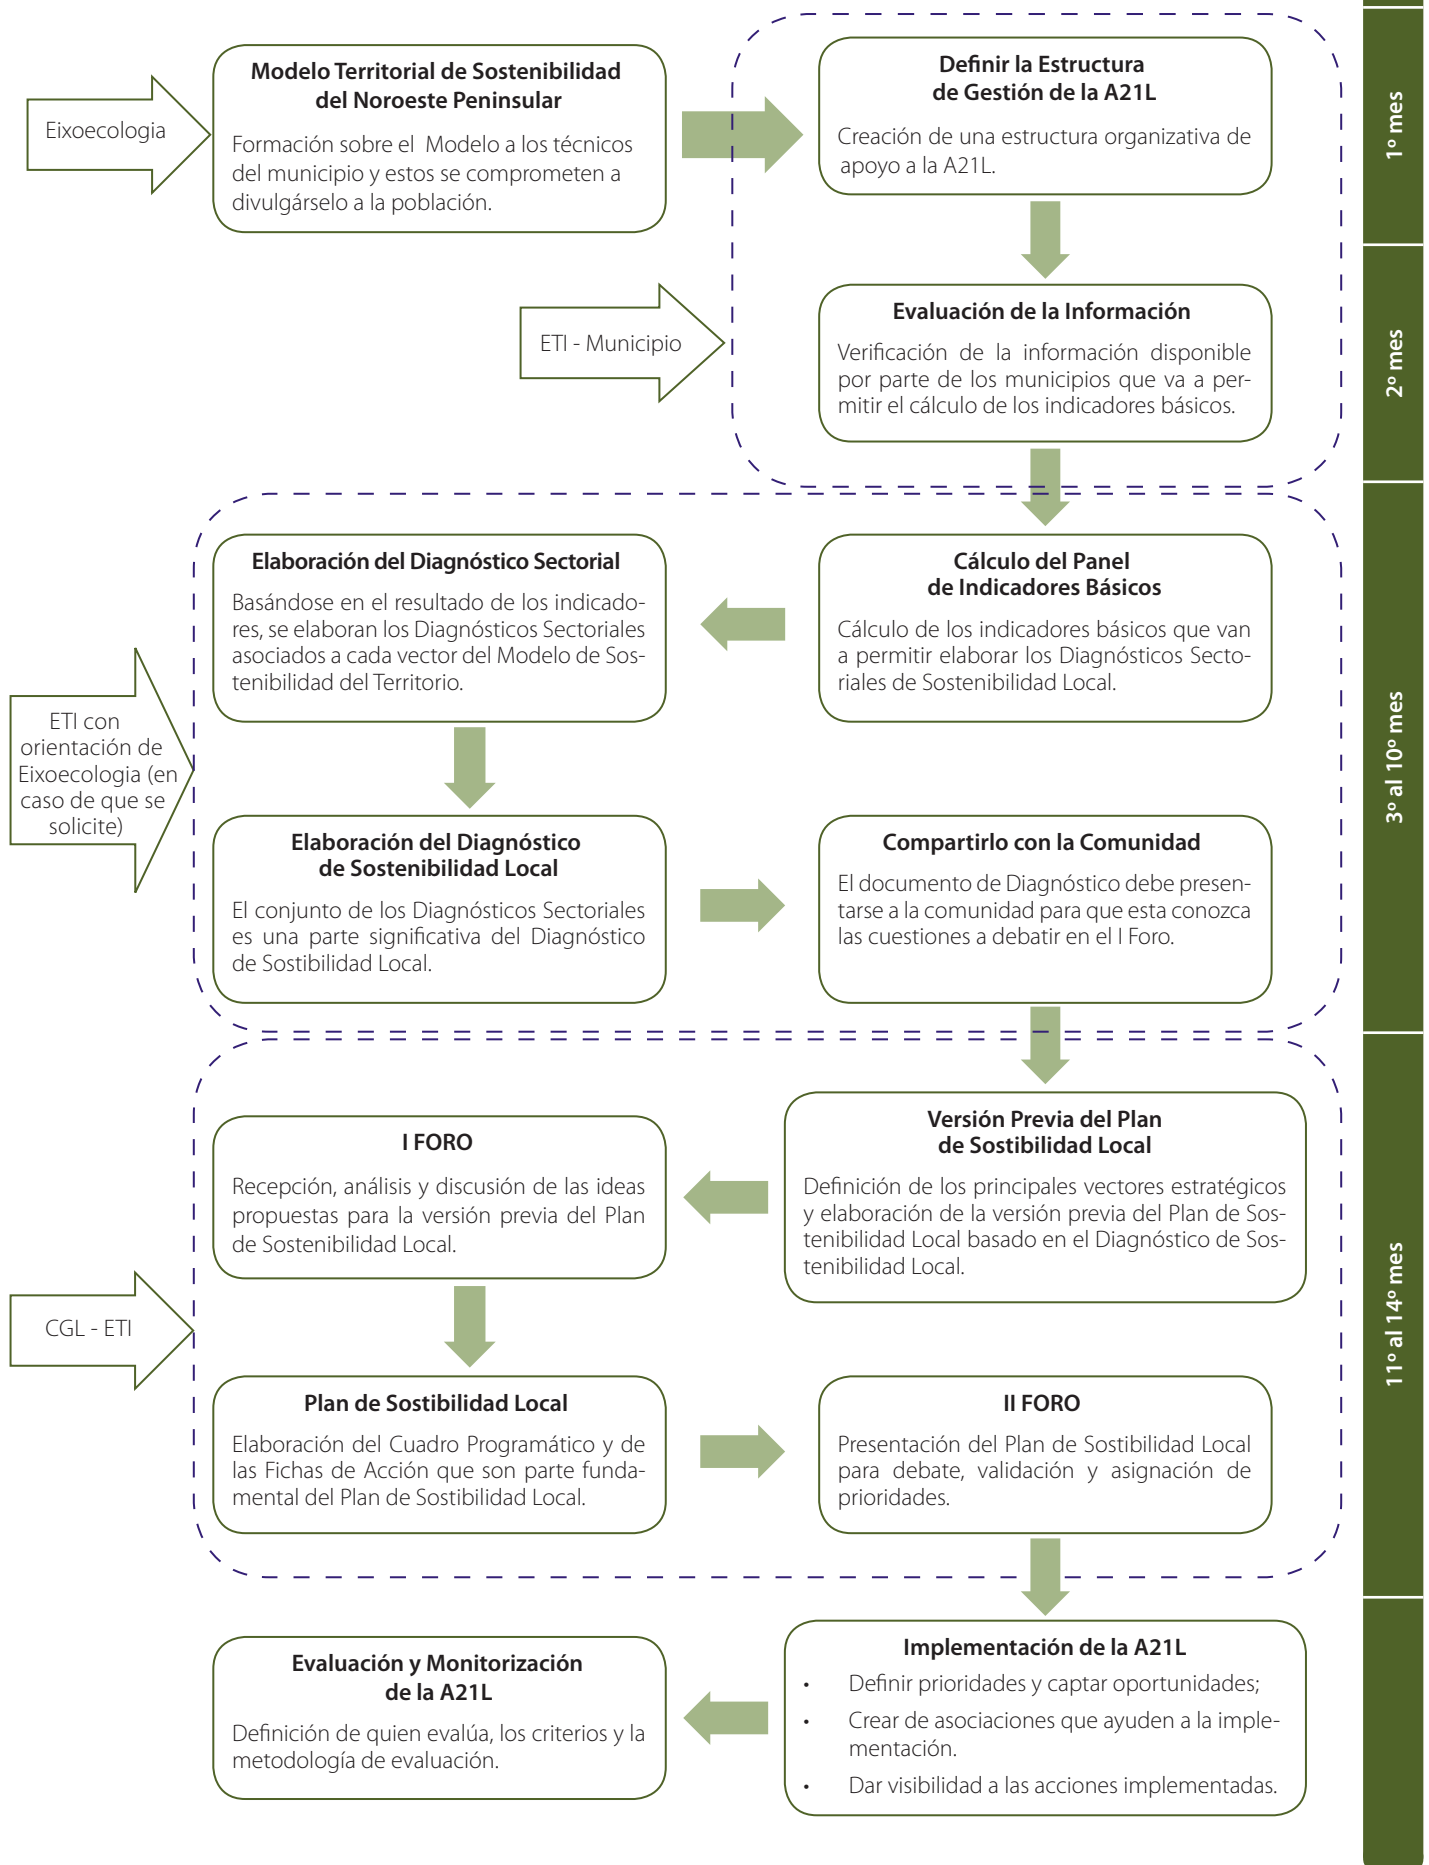 Eixoecologia
Modelo Territorial de Sostenibilidad
del Noroeste Peninsular
Formación sobre el Modelo a los técnicos
del municipio y estos se comprometen a
divulgárselo a la población.
Definir la Estructura
de Gestión de la A21L
Creación de una estructura organizativa de
apoyo a la A21L.
1º mes
ETI - Municipio
Evaluación de la Información
Verificación de la información disponible
por parte de los municipios que va a per-
mitir el cálculo de los indicadores básicos.
2º mes
ETI con
orientación de
Eixoecologia (en
caso de que se
solicite)
Cálculo del Panel
de Indicadores Básicos
Cálculo de los indicadores básicos que van
a permitir elaborar los Diagnósticos Secto-
riales de Sostenibilidad Local.
Elaboración del Diagnóstico Sectorial
Basándose en el resultado de los indicado-
res, se elaboran los Diagnósticos Sectoriales
asociados a cada vector del Modelo de Sos-
tenibilidad del Territorio.
Elaboración del Diagnóstico
de Sostenibilidad Local
El conjunto de los Diagnósticos Sectoriales
es una parte significativa del Diagnóstico
de Sostibilidad Local.
Compartirlo con la Comunidad
El documento de Diagnóstico debe presen-
tarse a la comunidad para que esta conozca
las cuestiones a debatir en el I Foro.
3º al 10º mes
CGL - ETI
Versión Previa del Plan
de Sostibilidad Local
Definición de los principales vectores estratégicos
y elaboración de la versión previa del Plan de Sos-
tenibilidad Local basado en el Diagnóstico de Sos-
tenibilidad Local.
I FORO
Recepción, análisis y discusión de las ideas
propuestas para la versión previa del Plan
de Sostenibilidad Local.
Plan de Sostibilidad Local
Elaboración del Cuadro Programático y de
las Fichas de Acción que son parte funda-
mental del Plan de Sostibilidad Local.
II FORO
Presentación del Plan de Sostibilidad Local
para debate, validación y asignación de
prioridades.
11º al 14º mes
Implementación de la A21L
• Definir prioridades y captar oportunidades;
• Crear de asociaciones que ayuden a la imple-
mentación.
• Dar visibilidad a las acciones implementadas.
Evaluación y Monitorización
de la A21L
Definición de quien evalúa, los criterios y la
metodología de evaluación.